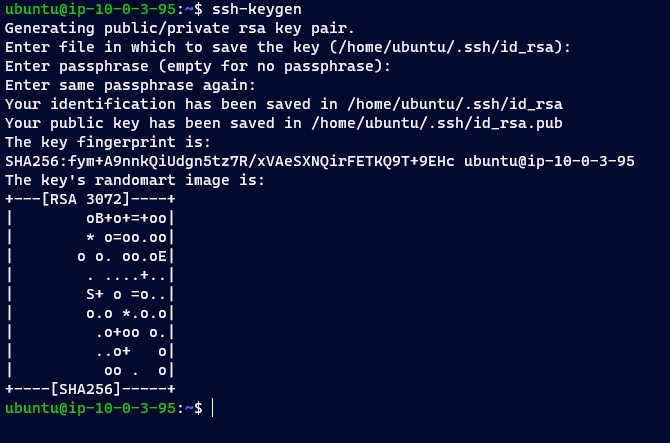 ubuntu@ip-10-0-3-95:~$ ssh-keygen
Generating public/private rsa key pair.
Enter file in which to save the key (/home/ubuntu/.ssh/id_rsa):
Enter passphrase (empty for no passphrase):
Enter same passphrase again:
Your identification has been saved in /home/ubuntu/.ssh/id_rsa
Your public key has been saved in /home/ubuntu/.ssh/id_rsa.pub
The key fingerprint is:
SHA256:fym+A9nnkQiUdgn5tz7R/xVAeSXNQirFETKQ9T+9EHc ubuntu@ip-10-0-3-95
The key's randomart image is:
+---[RSA 3072]----+
|        oB+o+=+oo|
|        * o=oo.oo|
|       o o. oo.oE|
|        . ....+..|
|        S+ o =o..|
|        o.o *.o.o|
|         .o+oo o.|
|         ..o+   o|
|          oo .  o|
+----[SHA256]-----+
ubuntu@ip-10-0-3-95:~$